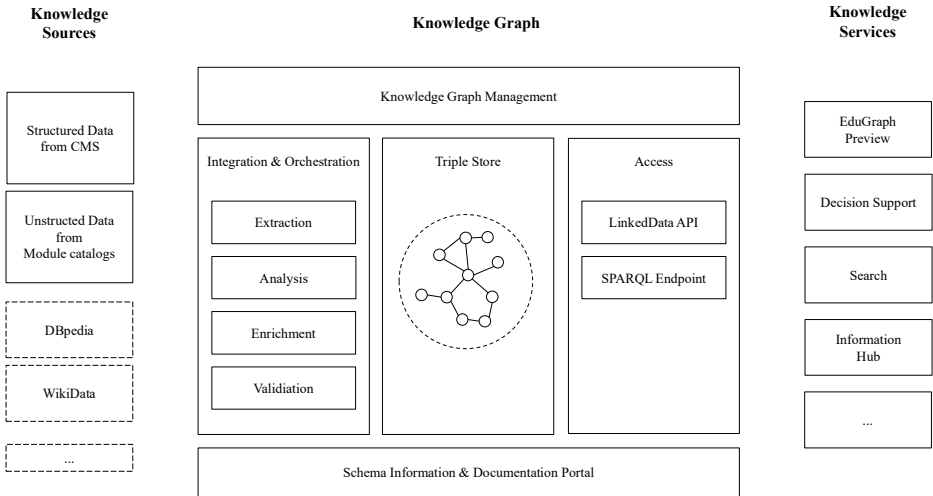 Knowledge
Sources
Knowledge Graph
Knowledge
Services
Structured Data
from CMS
Unstructed Data
from
Module catalogs
DBpedia
WikiData
...
Knowledge Graph Management
Integration & Orchestration
Extraction
Analysis
Enrichment
Validiation
Triple Store
Access
LinkedData API
SPARQL Endpoint
Schema Information & Documentation Portal
EduGraph
Preview
Decision Support
Search
Information
Hub
...